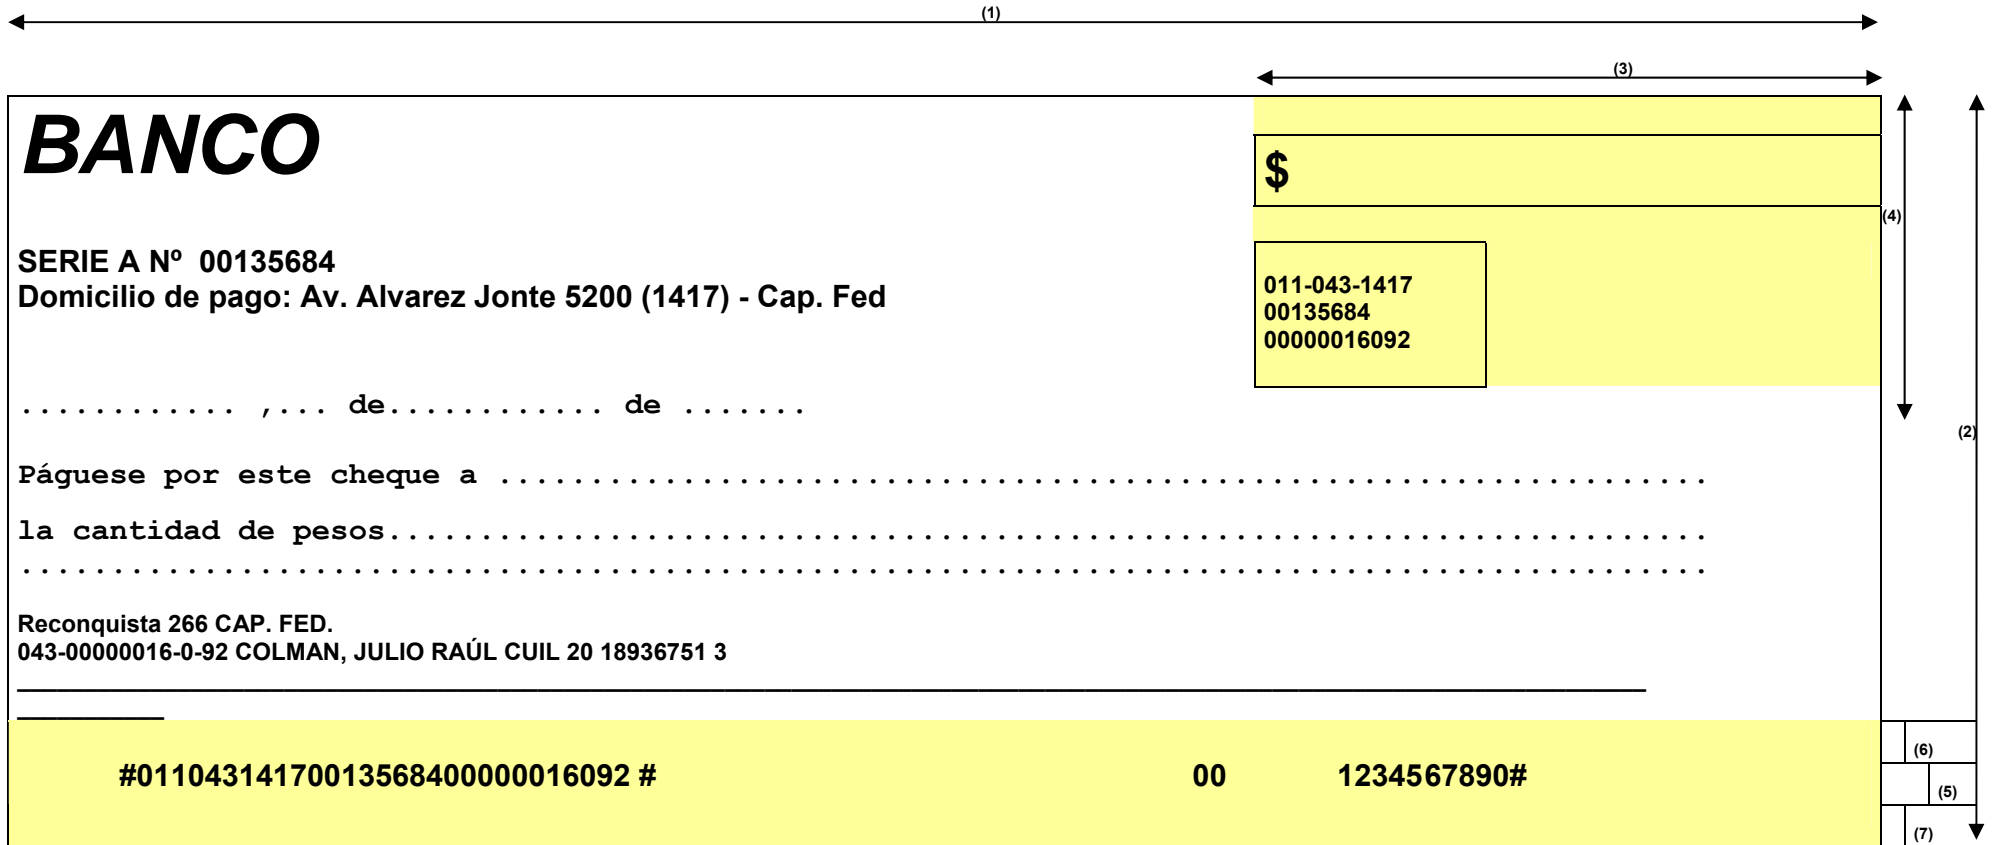 (1)
(3)
BANCO
$
(4)
SERIE A Nº 00135684
Domicilio de pago: Av. Alvarez Jonte 5200 (1417) - Cap. Fed
011-043-1417
00135684
00000016092
............. ,... de............ de .......
(2)
Páguese por este cheque a ..................................................................
la cantidad de pesos........................................................................
............................................................................................
Reconquista 266 CAP. FED.
043-00000016-0-92 COLMAN, JULIO RAÚL CUIL 20 18936751 3
(6)
#01104314170013568400000016092 # 00 1234567890#
(5)
(7)